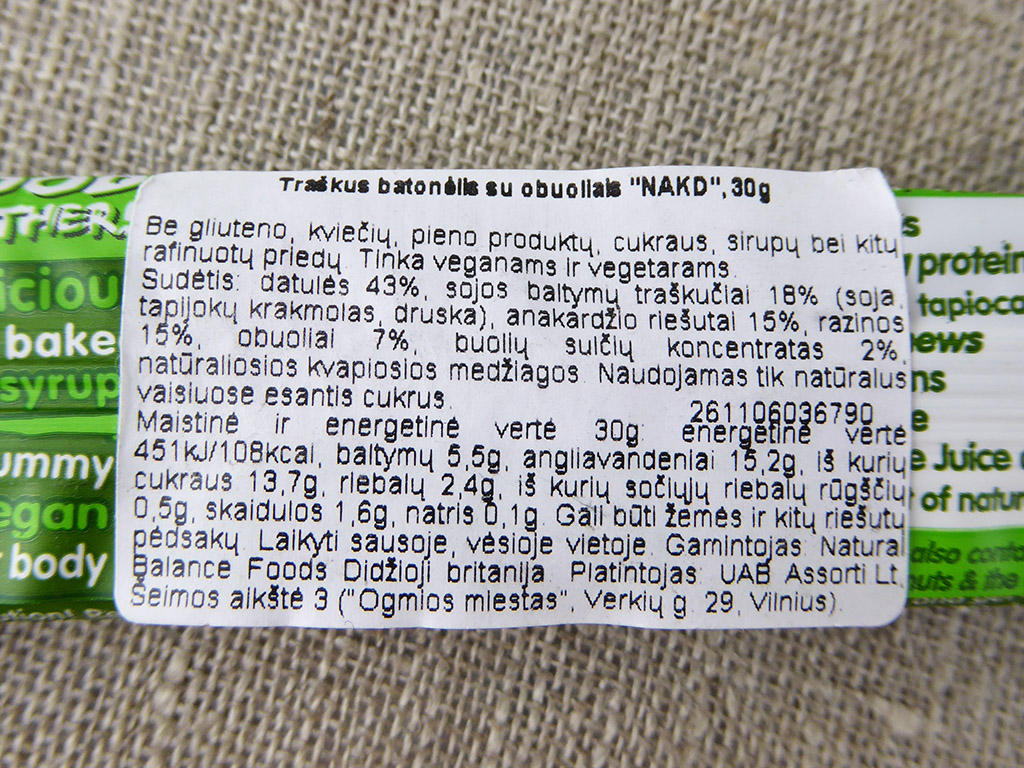 THER
Traškus batonėlis su obuoliais "NAKD", 30g
Be gliuteno, kviečių, pieno produktų, cukraus, sirupų bei kitų
rafinuotų priedų. Tinka veganams ir vegetarams.
Sudėtis: datulės 43%, sojos baltymų traškučiai 18% (soja,
tapijokų krakmolas, druska), anakardžio riešutai 15%, razinos
15%, obuoliai 7%, buolių sulčių koncentratas 2%,
natūraliosios kvapiosios medžiagos. Naudojamas tik natūralus
vaisiuose esantis cukrus.
261106036790
Maistinė ir energetinė vertė 30g: energetinė vertė
451kJ/108kcal, baltymų 5,5g, angliavandeniai 15,2g, iš kurių
cukraus 13,7g, riebalų 2,4g, iš kurių sočiųjų riebalų rūgščių
0,5g, skaidulos 1,6g, natris 0,1g. Gali būti žemės ir kitų riešutų
pėdsakų. Laikyti sausoje, vėsioje vietoje. Gamintojas: Natural
Balance Foods Didžioji britanija. Platintojas: UAB Assorti Lt,
Šeimos aikštė 3 ("Ogmios miestas", Verkių g. 29, Vilnius).
iciou
bake
syrup
ummy
egan
body
s
protein
tapioca
ews
ns
e
e Juice
of natur
also conta
nuts & the